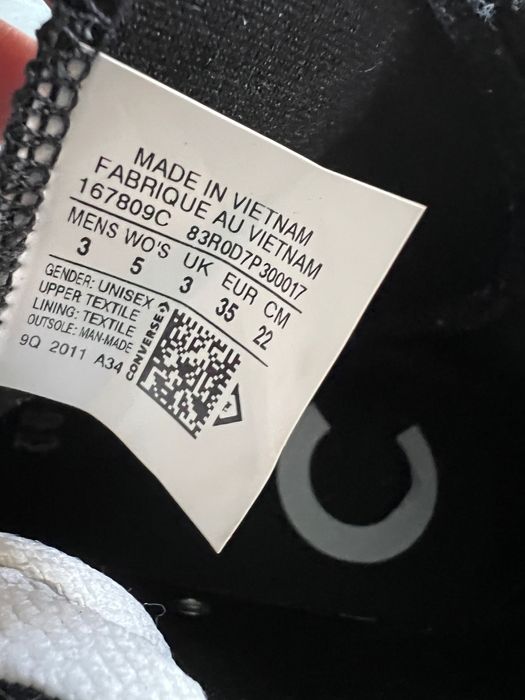 MADE IN VIETNAM
FABRIQUE AU VIETNAM
167809C 83R0D7P300017
MENS WO'S UK EUR CM
3 5 3 35 22
GENDER: UNISEX
UPPER TEXTILE
LINING: TEXTILE
OUTSOLE: MAN-MADE
9Q 2011 A34
CONVERSE